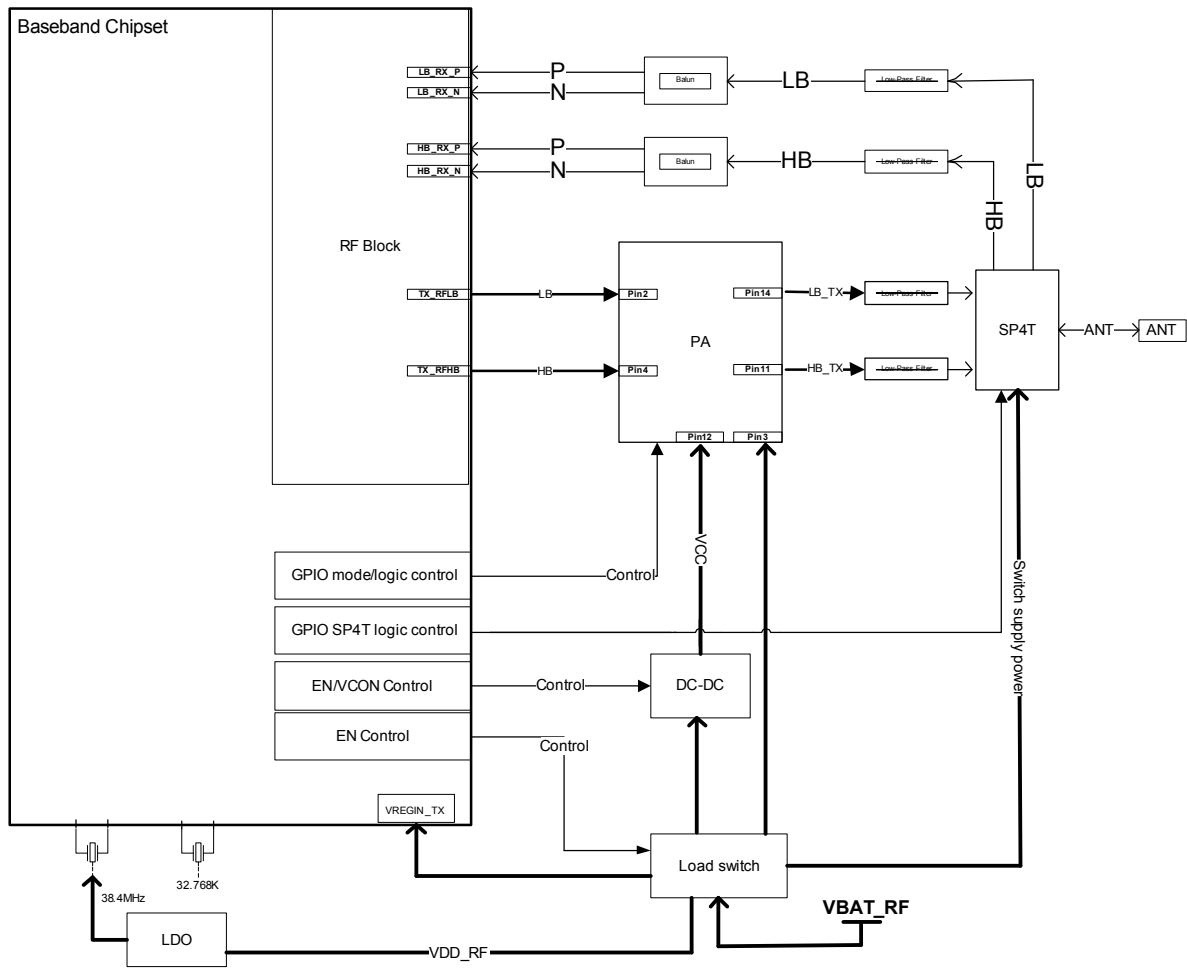 Baseband Chipset
LB_RX_P
P
LB_RX_N
N
Balun
LB
Low-Pass Filter
HB_RX_P
P
HB_RX_N
N
Balun
HB
Low-Pass Filter
LB
HB
RF Block
TX_RFLB
LB
Pin2
Pin14
LB_TX
Low-Pass Filter
PA
SP4T
ANT
ANT
TX_RFHB
HB
Pin4
Pin11
HB_TX
Low-Pass Filter
Pin12
Pin3
VCC
GPIO mode/logic control
Control
GPIO SP4T logic control
Switch supply power
EN/VCON Control
Control
DC-DC
EN Control
Control
VREGIN_TX
Load switch
38.4MHz
32.768K
VBAT_RF
LDO
VDD_RF